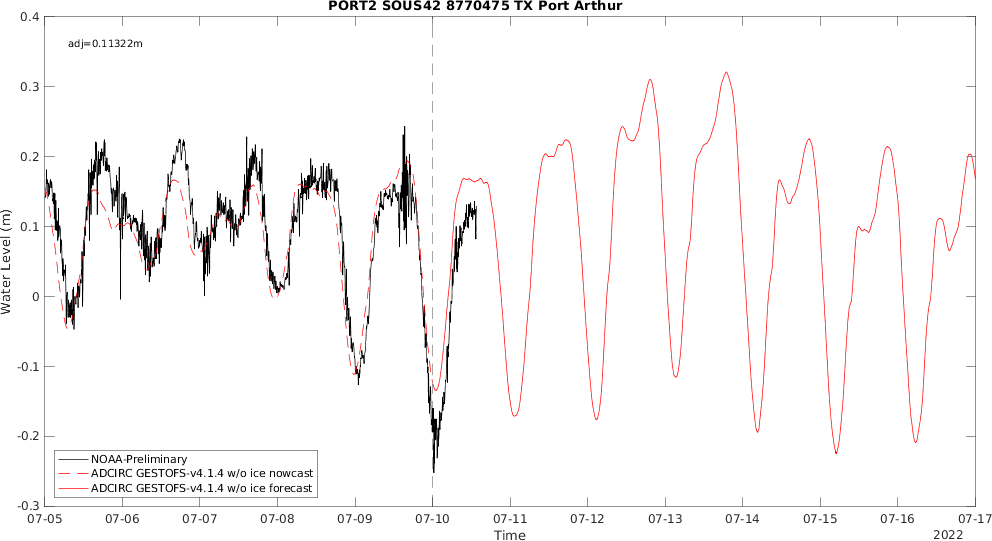 PORT2 SOUS42 8770475 TX Port Arthur
adj=0.11322m
0.4
0.3
0.2
0.1
0
-0.1
-0.2
-0.3
Water Level (m)
NOAA-Preliminary
ADCIRC GESTOFS-v4.1.4 w/o ice nowcast
ADCIRC GESTOFS-v4.1.4 w/o ice forecast
07-05 07-06 07-07 07-08 07-09 07-10 07-11 07-12 07-13 07-14 07-15 07-16 07-17
Time
2022